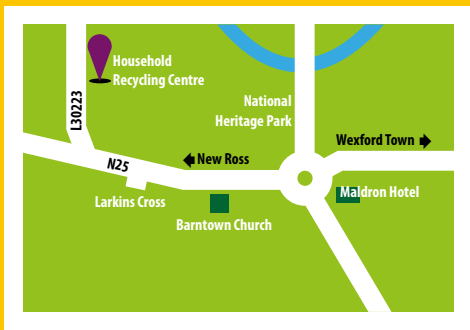 Household
Recycling Centre
L30223
National
Heritage Park
Wexford Town
New Ross
N25
Maldron Hotel
Larkins Cross
Barntown Church